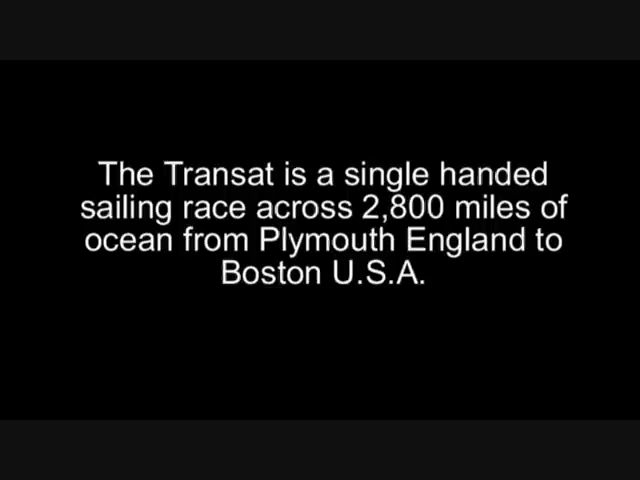 The Transat is a single handed
sailing race across 2,800 miles of
ocean from Plymouth England to
Boston U.S.A.